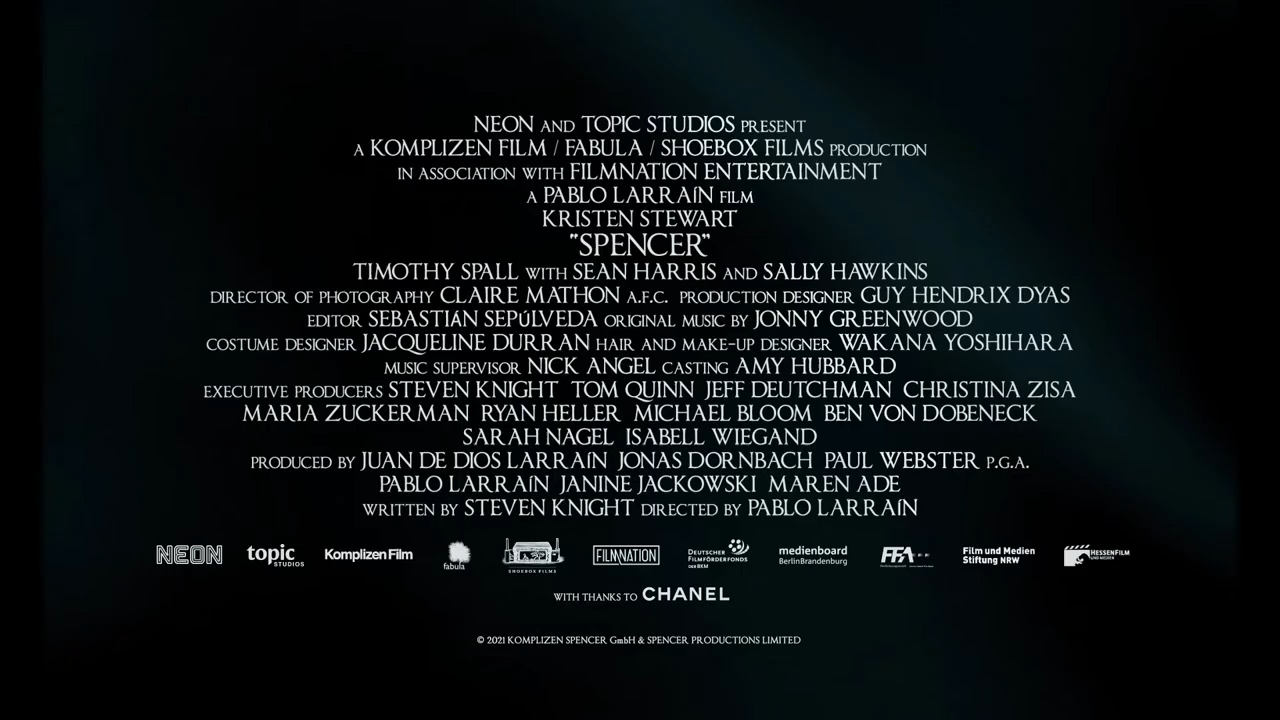 NEON AND TOPIC STUDIOS PRESENT
A KOMPLIZEN FILM / FABULA / SHOEBOX FILMS PRODUCTION
IN ASSOCIATION WITH FILMNATION ENTERTAINMENT
A PABLO LARRAÍN FILM
KRISTEN STEWART
"SPENCER"
TIMOTHY SPALL WITH SEAN HARRIS AND SALLY HAWKINS
DIRECTOR OF PHOTOGRAPHY CLAIRE MATHON A.F.C. PRODUCTION DESIGNER GUY HENDRIX DYAS
EDITOR SEBASTIÁN SEPÚLVEDA ORIGINAL MUSIC BY JONNY GREENWOOD
COSTUME DESIGNER JACQUELINE DURRAN HAIR AND MAKE-UP DESIGNER WAKANA YOSHIHARA
MUSIC SUPERVISOR NICK ANGEL CASTING AMY HUBBARD
EXECUTIVE PRODUCERS STEVEN KNIGHT TOM QUINN JEFF DEUTCHMAN CHRISTINA ZISA
MARIA ZUCKERMAN RYAN HELLER MICHAEL BLOOM BEN VON DOBENECK
SARAH NAGEL ISABELL WIEGAND
PRODUCED BY JUAN DE DIOS LARRAÍN JONAS DORNBACH PAUL WEBSTER P.G.A.
PABLO LARRAÍN JANINE JACKOWSKI MAREN ADE
WRITTEN BY STEVEN KNIGHT DIRECTED BY PABLO LARRAÍN
NEON
topic
STUDIOS
Komplizen Film
fabula
SHOEBOX FILMS
FILMNATION
DEUTSCHER
FILMFÖRDERFONDS
DER BKM
medienboard
BerlinBrandenburg
FFA
Film und Medien
Stiftung NRW
HESSENFILM
UND MEDIEN
WITH THANKS TO CHANEL
© 2021 KOMPLIZEN SPENCER GmbH & SPENCER PRODUCTIONS LIMITED